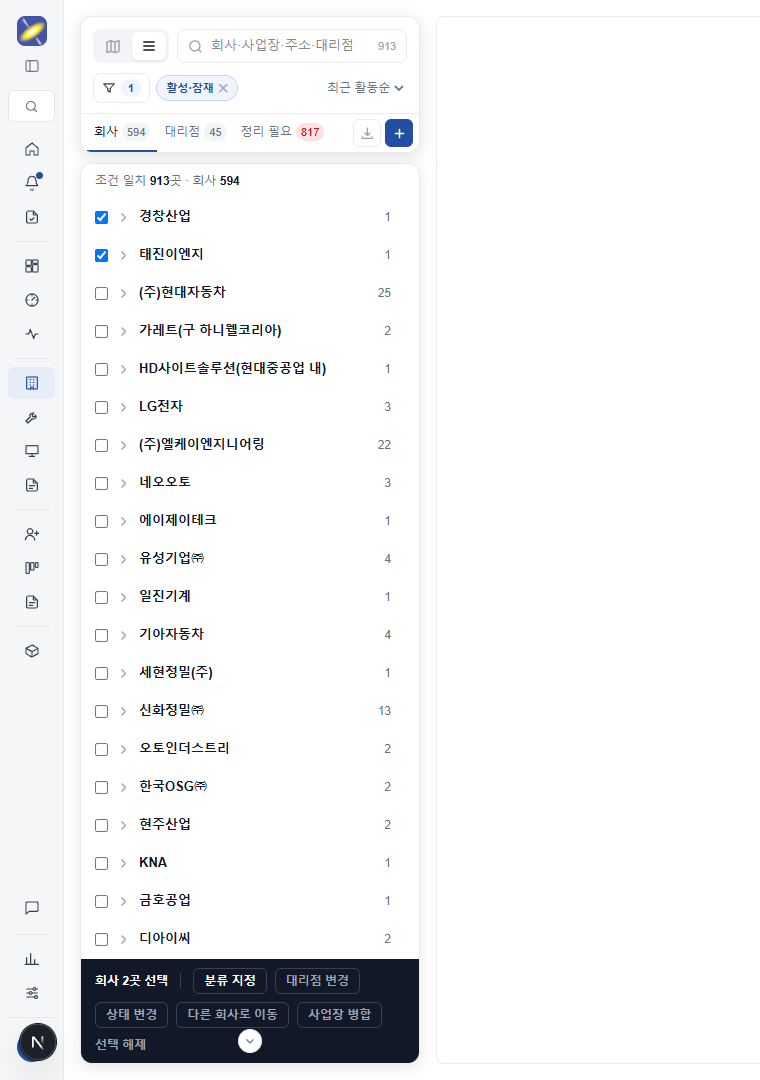 회사·사업장·주소·대리점 913
1 활성·잠재 최근 활동순
회사 594 대리점 45 정리 필요 817
조건 일치 913곳 · 회사 594
경창산업 1
태진이엔지 1
(주)현대자동차 25
가레트(구 하니웰코리아) 2
HD사이트솔루션(현대중공업 내) 1
LG전자 3
(주)엘케이엔지니어링 22
네오오토 3
에이제이테크 1
유성기업㈜ 4
일진기계 1
기아자동차 4
세현정밀(주) 1
신화정밀㈜ 13
오토인더스트리 2
한국OSG㈜ 2
현주산업 2
KNA 1
금호공업 1
디아이씨 2
회사 2곳 선택 분류 지정 대리점 변경
상태 변경 다른 회사로 이동 사업장 병합
선택 해제
N